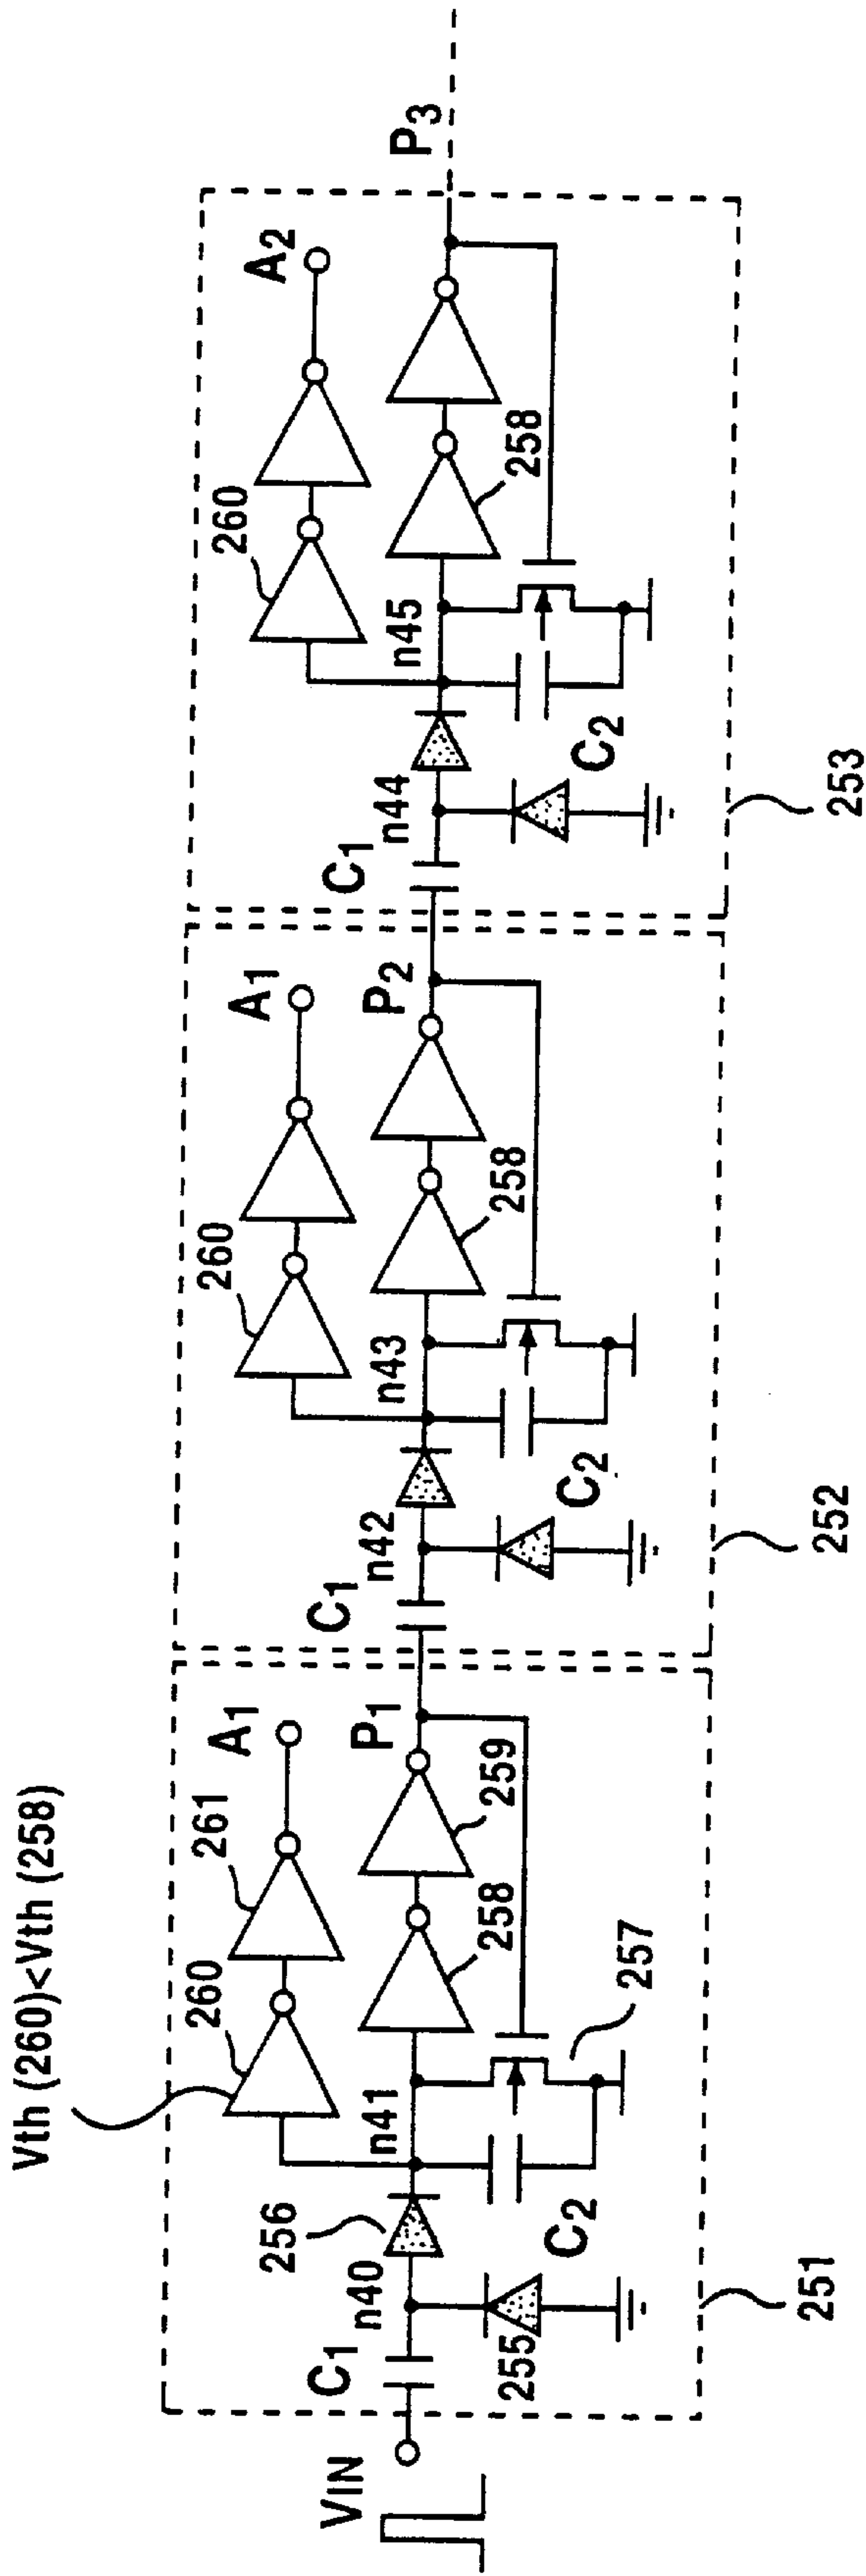 Vth (260)<Vth (258)
VIN
C1
n40
255
256
n41
C2
257
260
261
A1
258
259
P1
251
C1
n42
n43
C2
260
A1
258
P2
252
C1
n44
n45
C2
260
A2
258
P3
253